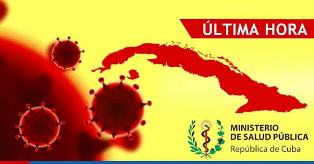 ÚLTIMA HORA
MINISTERIO
DE SALUD PÚBLICA
República de Cuba